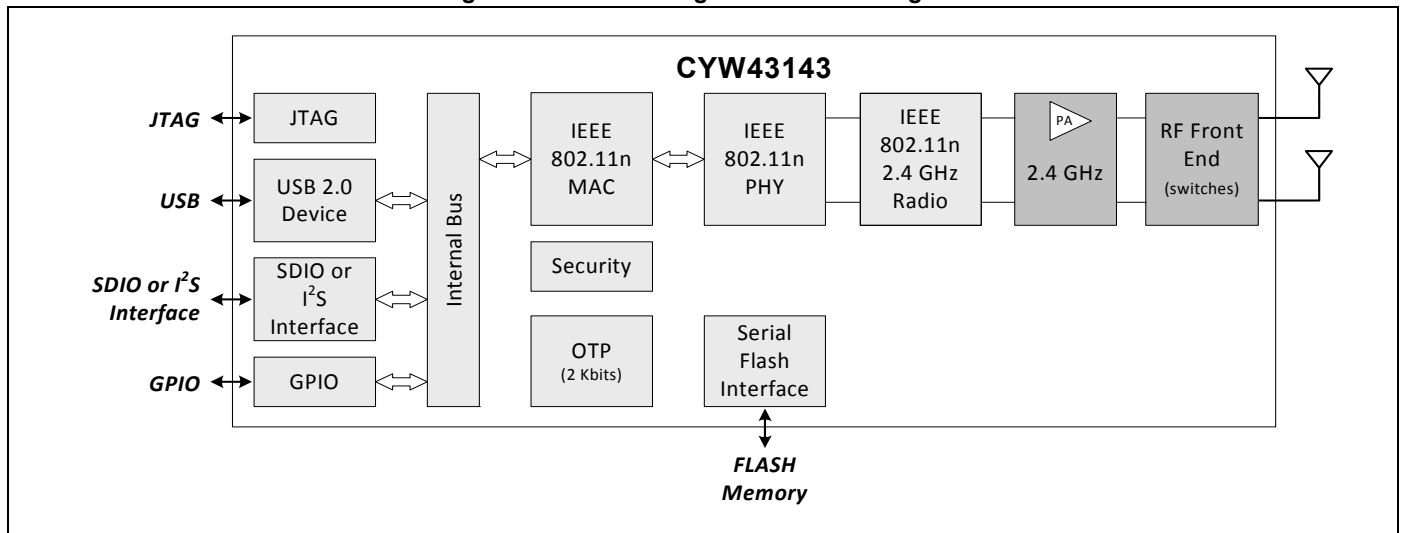 CYW43143
JTAG
JTAG
USB
USB 2.0
Device
SDIO or I²S
Interface
SDIO or
I²S
Interface
GPIO
GPIO
Internal Bus
IEEE
802.11n
MAC
Security
OTP
(2 Kbits)
IEEE
802.11n
PHY
Serial
Flash
Interface
FLASH
Memory
IEEE
802.11n
2.4 GHz
Radio
PA
2.4 GHz
RF Front
End
(switches)